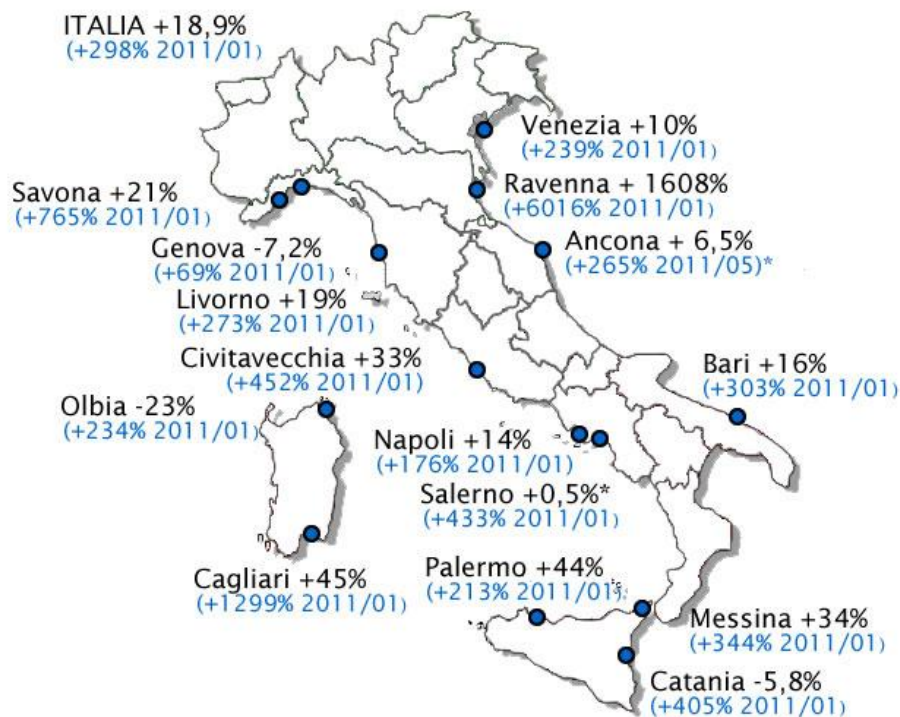 ITALIA +18,9%
(+298% 2011/01)
Venezia +10%
(+239% 2011/01)
Savona +21%
(+765% 2011/01)
Ravenna + 1608%
(+6016% 2011/01)
Genova -7,2%
(+69% 2011/01)
Ancona + 6,5%
(+265% 2011/05)*
Livorno +19%
(+273% 2011/01)
Civitavecchia +33%
(+452% 2011/01)
Bari +16%
(+303% 2011/01)
Olbia -23%
(+234% 2011/01)
Napoli +14%
(+176% 2011/01)
Salerno +0,5%*
(+433% 2011/01)
Cagliari +45%
(+1299% 2011/01)
Palermo +44%
(+213% 2011/01)
Messina +34%
(+344% 2011/01)
Catania -5,8%
(+405% 2011/01)